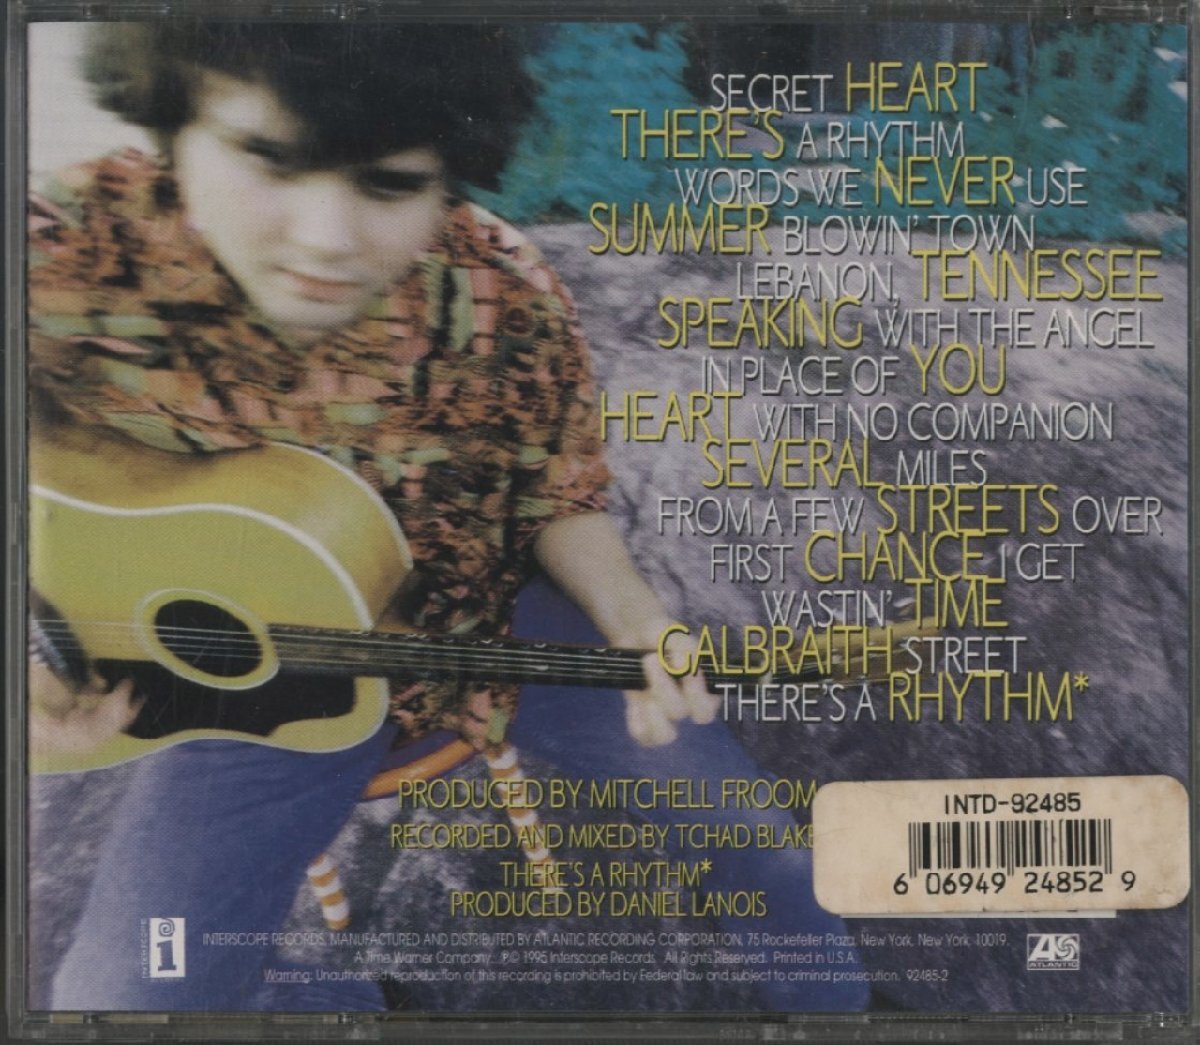 SECRET HEART
THERE'S A RHYTHM
WORDS WE NEVER USE
SUMMER BLOWIN' TOWN
LEBANON, TENNESSEE
SPEAKING WITH THE ANGEL
IN PLACE OF YOU
HEART WITH NO COMPANION
SEVERAL MILES
FROM A FEW STREETS OVER
FIRST CHANCE I GET
WASTIN' TIME
GALBRAITH STREET
THERE'S A RHYTHM*
PRODUCED BY MITCHELL FROOM
RECORDED AND MIXED BY TCHAD BLAKE
THERE'S A RHYTHM*
PRODUCED BY DANIEL LANOIS
INTD-92485
6 06949 24852 9
INTERSCOPE
i
INTERSCOPE RECORDS, MANUFACTURED AND DISTRIBUTED BY ATLANTIC RECORDING CORPORATION, 75 Rockefeller Plaza, New York, New York 10019.
A Time Warner Company. ℗© 1995 Interscope Records. All Rights Reserved. Printed in U.S.A.
Warning: Unauthorized reproduction of this recording is prohibited by Federal law and subject to criminal prosecution. 92485-2
ATLANTIC